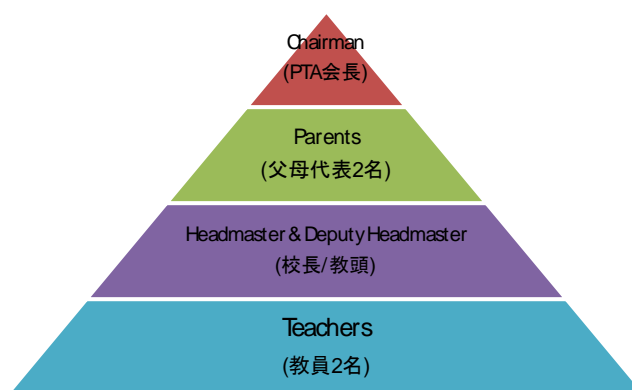 Chairman
(PTA会長)
Parents
(父母代表2名)
Headmaster & Deputy Headmaster
(校長/教頭)
Teachers
(教員2名)